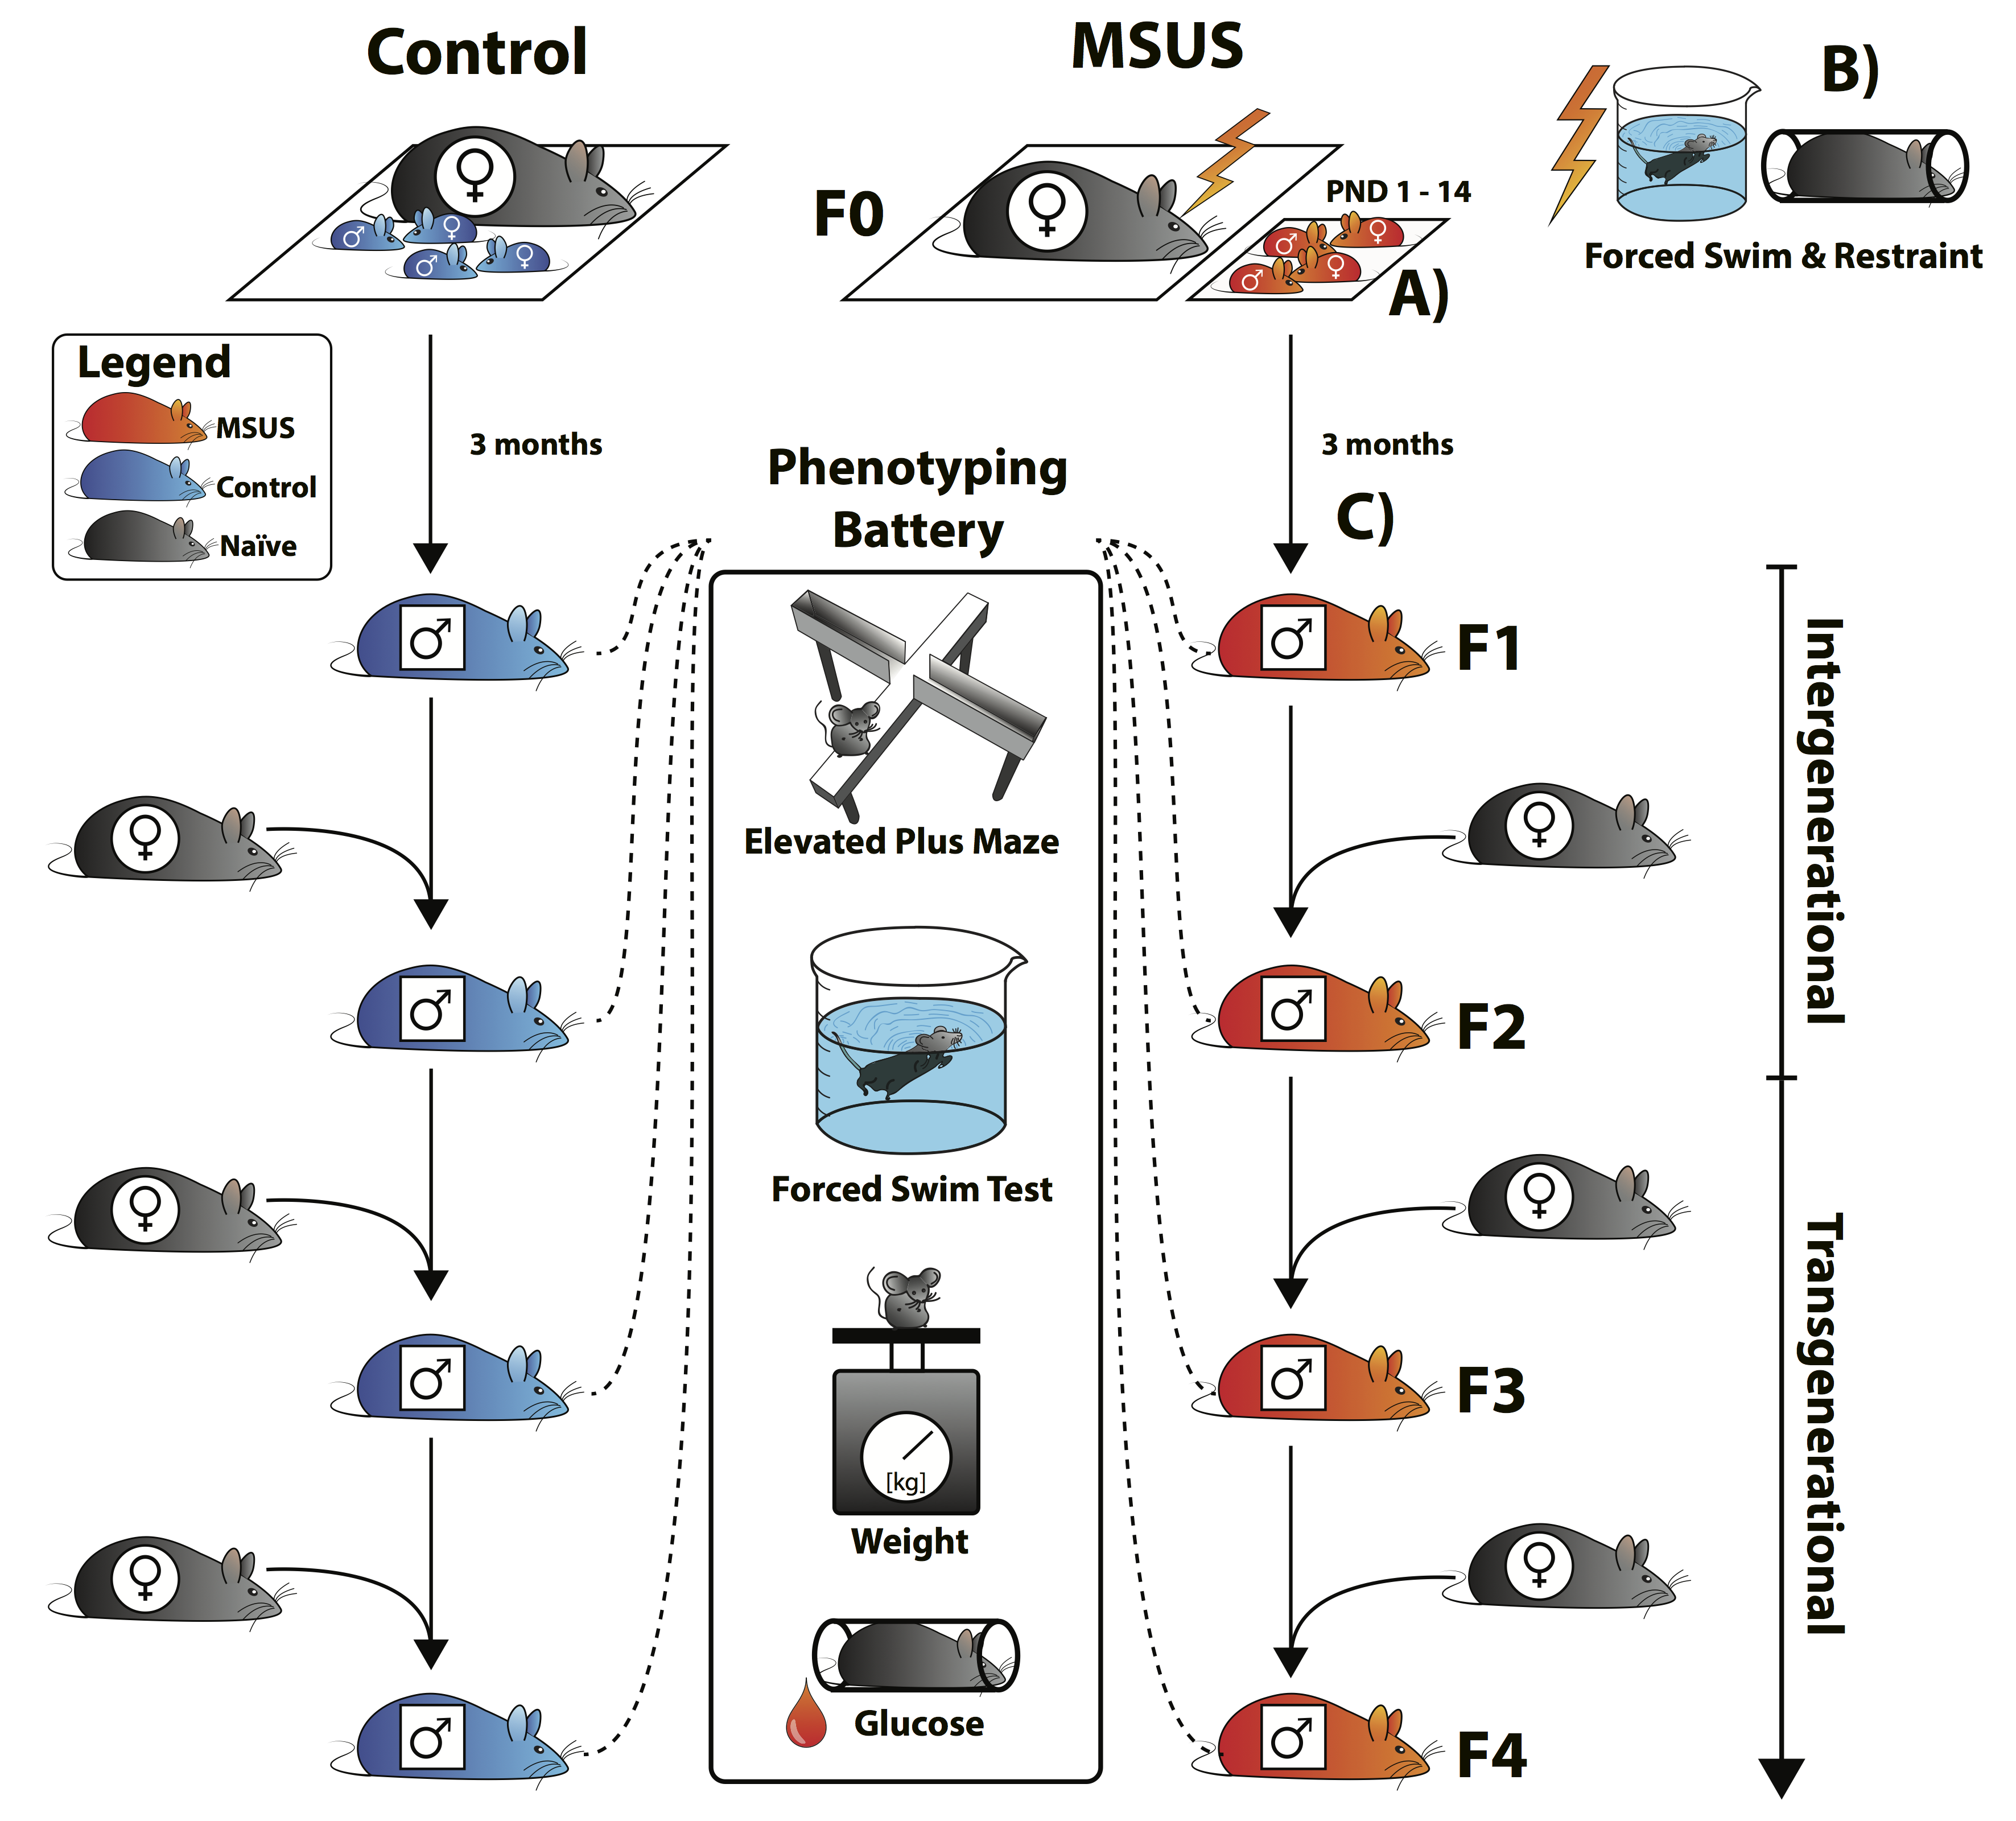 Control
MSUS
B)
F0
PND 1 - 14
A)
Forced Swim & Restraint
Legend
MSUS
Control
Naïve
3 months
3 months
Phenotyping
Battery
C)
F1
Elevated Plus Maze
Intergenerational
F2
Forced Swim Test
F3
[kg]
Weight
Transgenerational
Glucose
F4